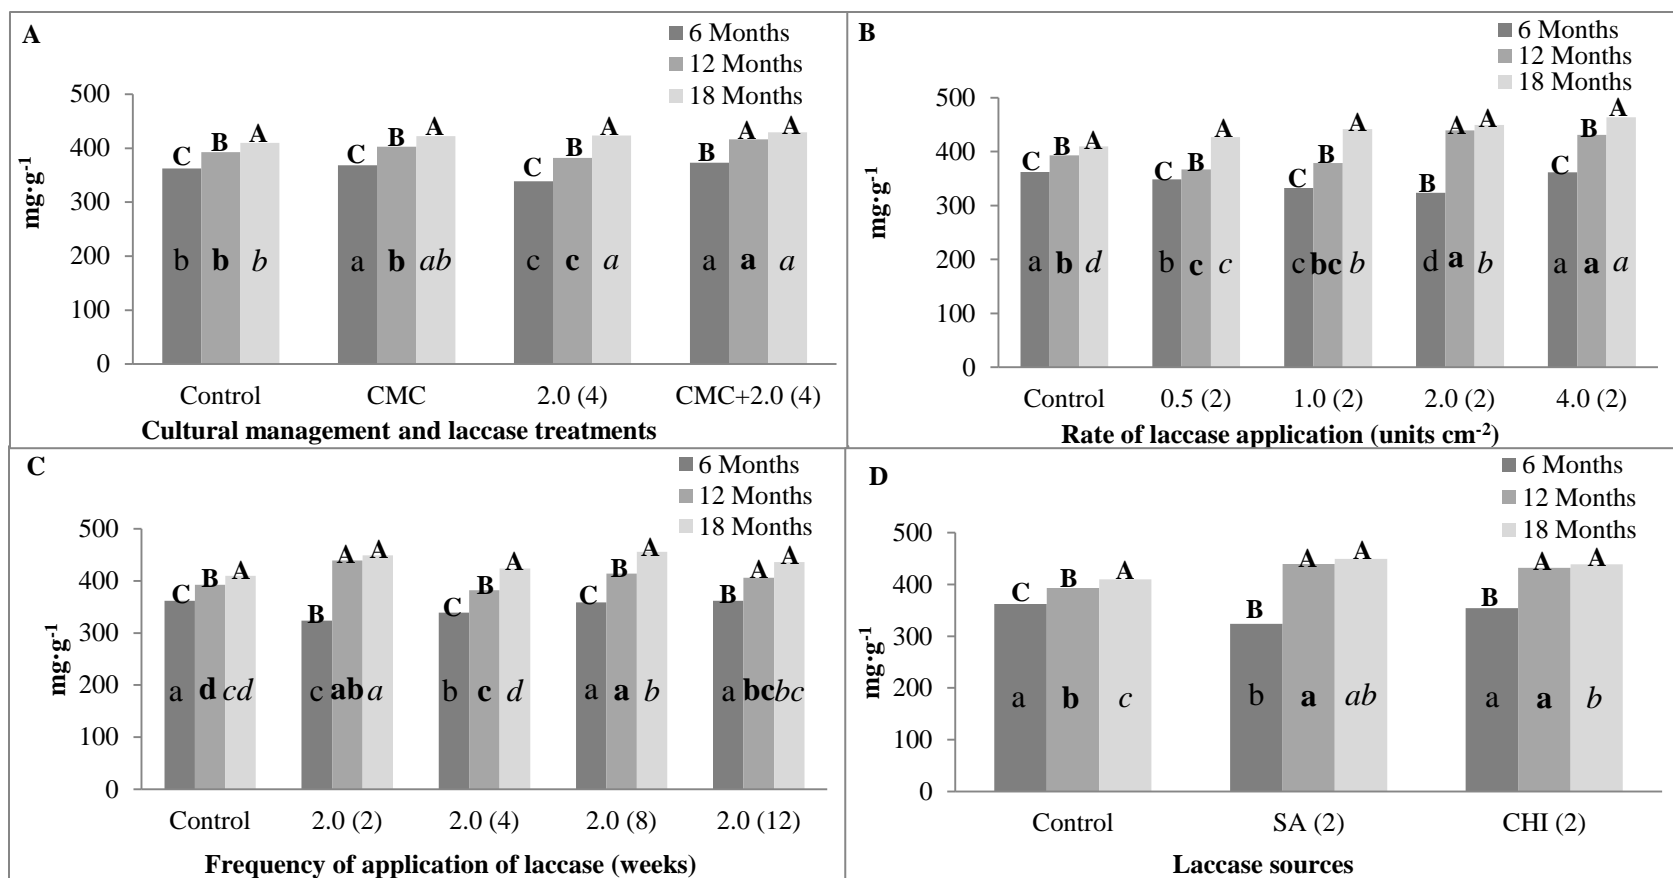 A
6 Months
12 Months
18 Months
500
400
300
200
100
0
mg·g-1
C B A
C B A
C B A
B A A
b b b
a b ab
c c a
a a a
Control CMC 2.0 (4) CMC+2.0 (4)
Cultural management and laccase treatments
B
6 Months
12 Months
18 Months
500
400
300
200
100
0
mg·g-1
C B A
C B A
C B A
B A A
C B A
a b d
b c c
c bc b
d a b
a a a
Control 0.5 (2) 1.0 (2) 2.0 (2) 4.0 (2)
Rate of laccase application (units cm-2)
C
6 Months
12 Months
18 Months
500
400
300
200
100
0
mg·g-1
C B A
B A A
C B A
C B A
B A A
a d cd
c ab a
b c d
a a b
a bc bc
Control 2.0 (2) 2.0 (4) 2.0 (8) 2.0 (12)
Frequency of application of laccase (weeks)
D
6 Months
12 Months
18 Months
500
400
300
200
100
0
mg·g-1
C B A
B A A
B A A
a b c
b a ab
a a b
Control SA (2) CHI (2)
Laccase sources